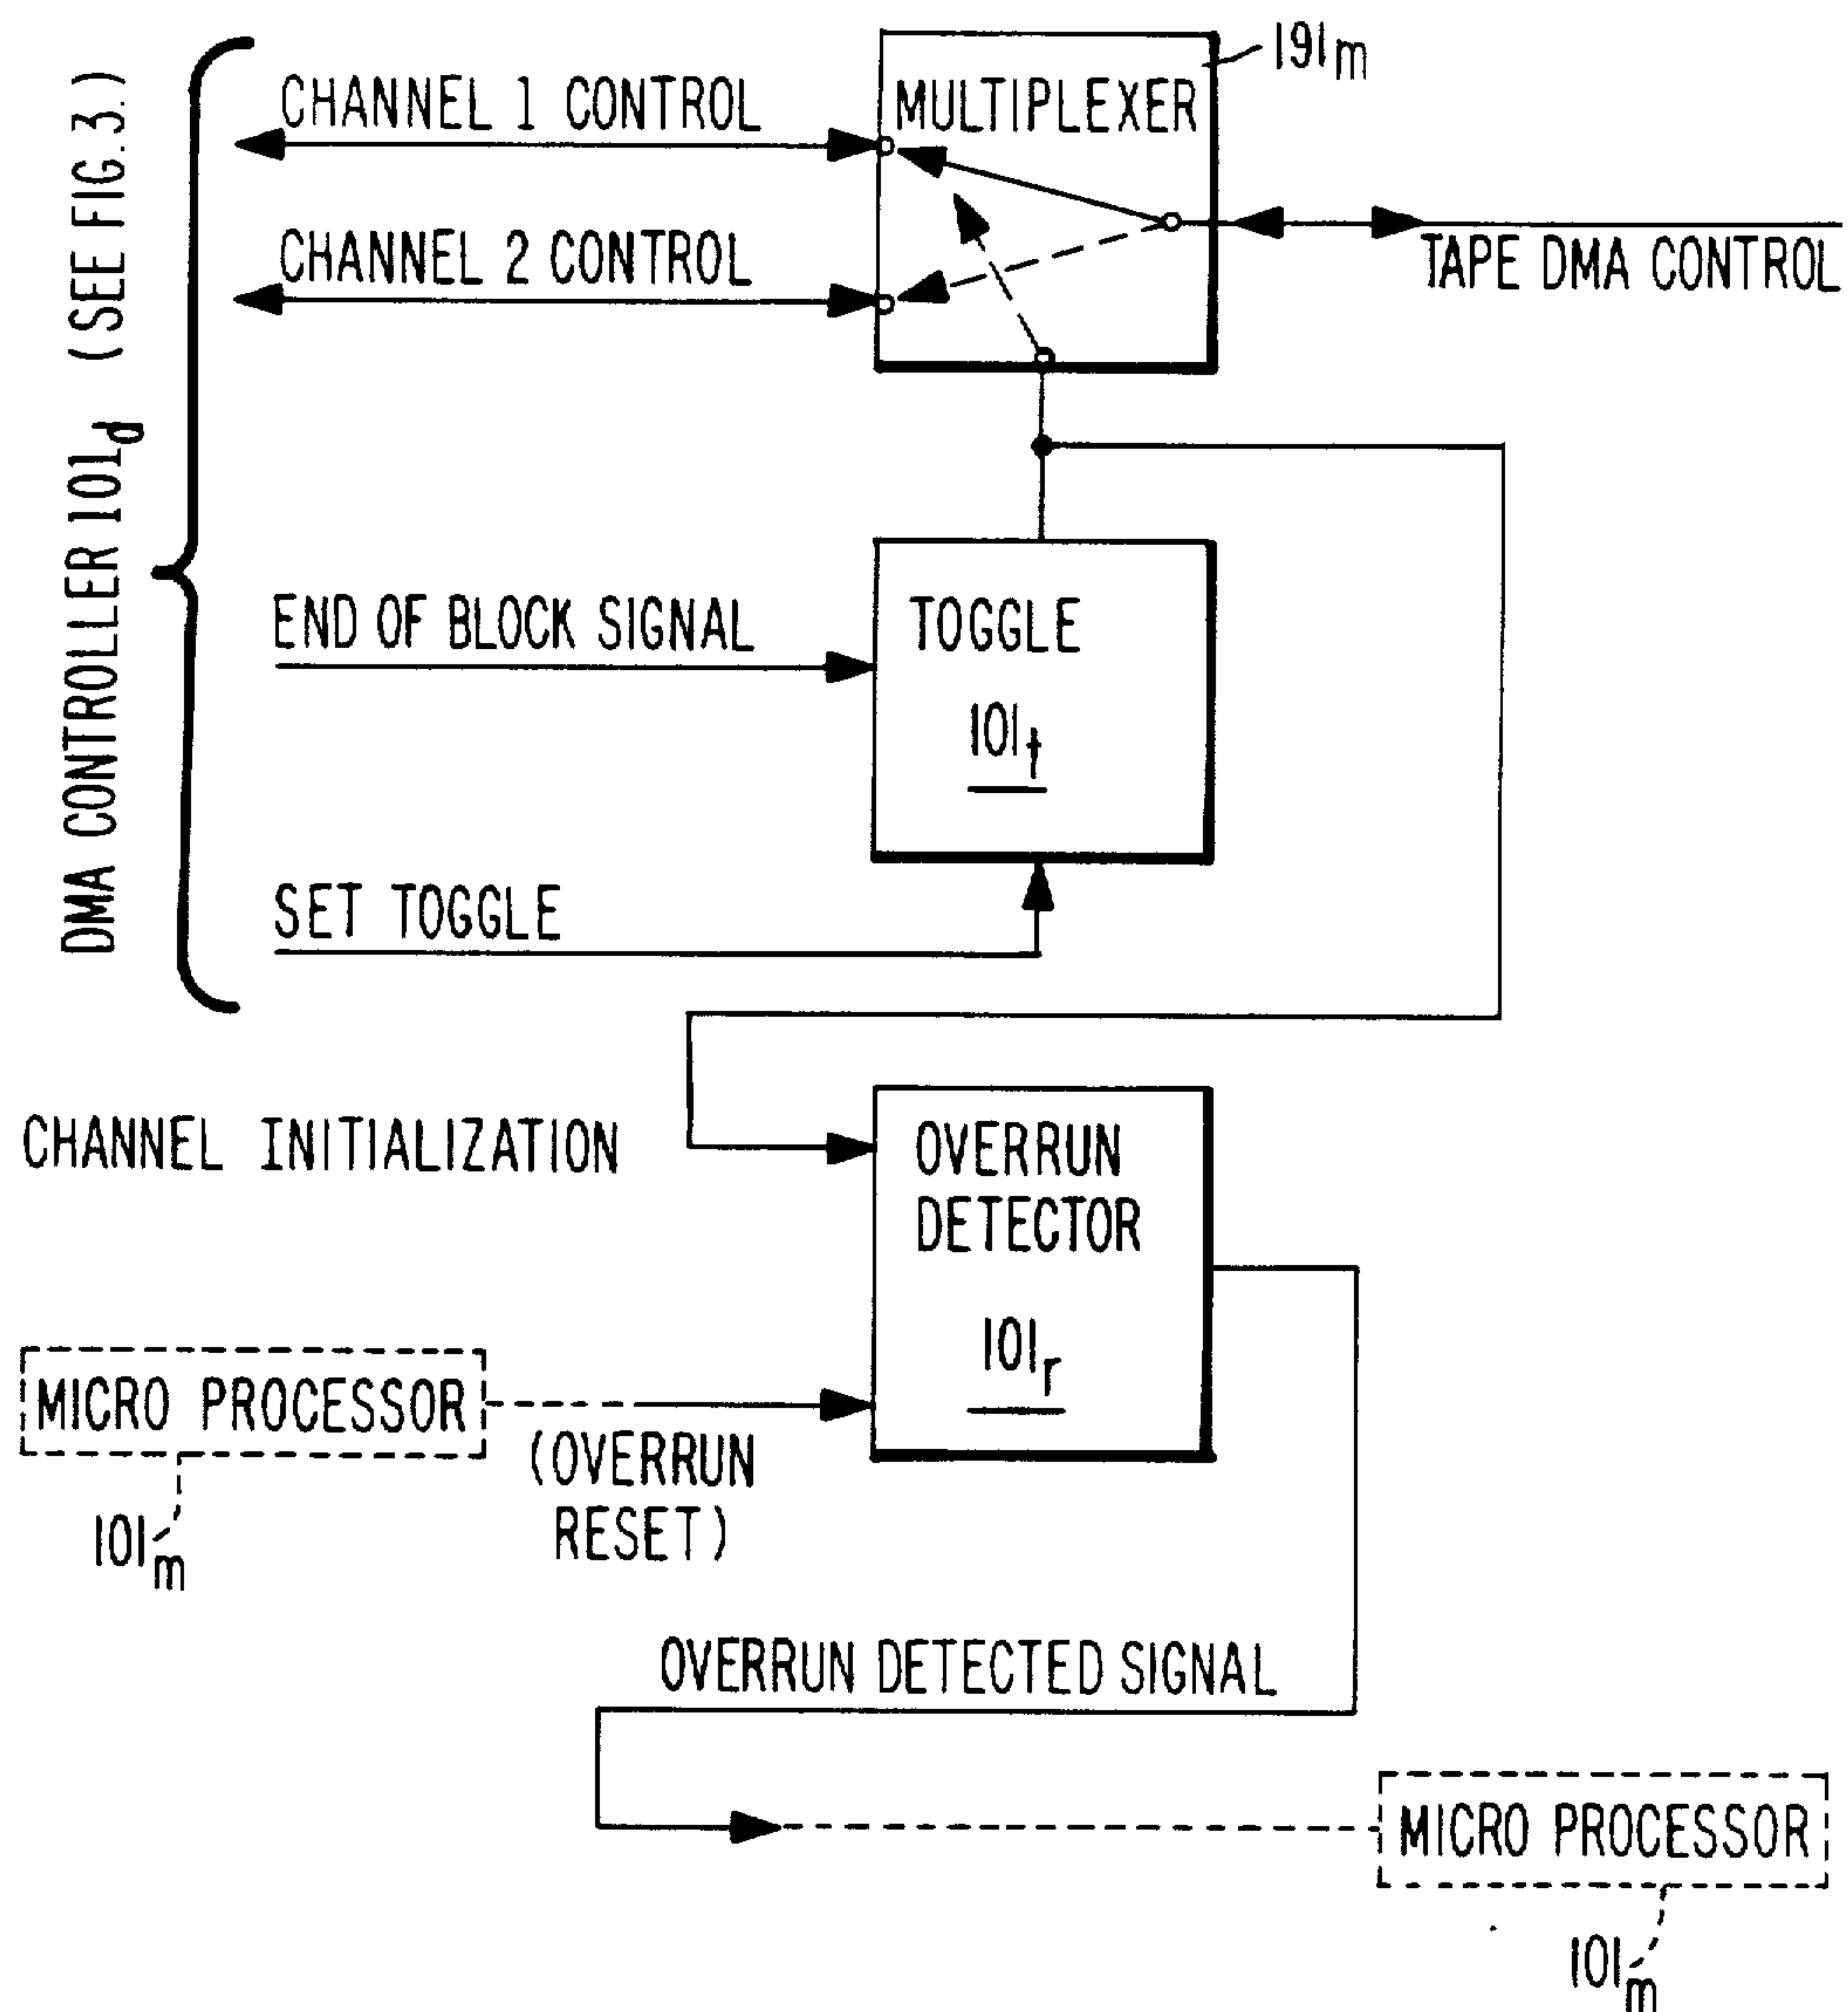 DMA CONTROLLER 101d (SEE FIG.3.)
CHANNEL 1 CONTROL
CHANNEL 2 CONTROL
MULTIPLEXER
191m
TAPE DMA CONTROL
END OF BLOCK SIGNAL
TOGGLE
101t
SET TOGGLE
CHANNEL INITIALIZATION
OVERRUN
DETECTOR
101r
MICRO PROCESSOR
101m
(OVERRUN
RESET)
OVERRUN DETECTED SIGNAL
MICRO PROCESSOR
101m